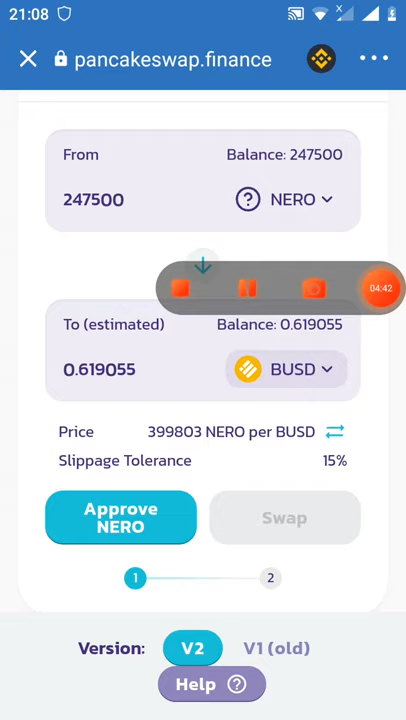 21:08
pancakeswap.finance
From
Balance: 247500
247500
NERO
04:42
To (estimated)
Balance: 0.619055
0.619055
BUSD
Price
399803 NERO per BUSD
Slippage Tolerance
15%
Approve
NERO
Swap
1
2
Version:
V2
V1 (old)
Help